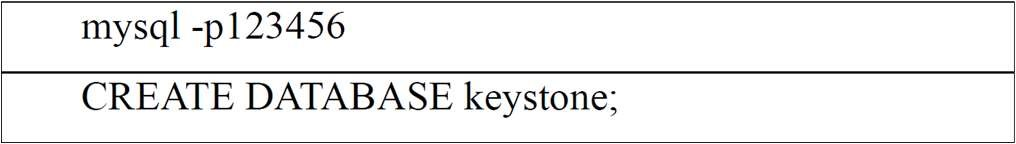 mysql -p123456
CREATE DATABASE keystone;